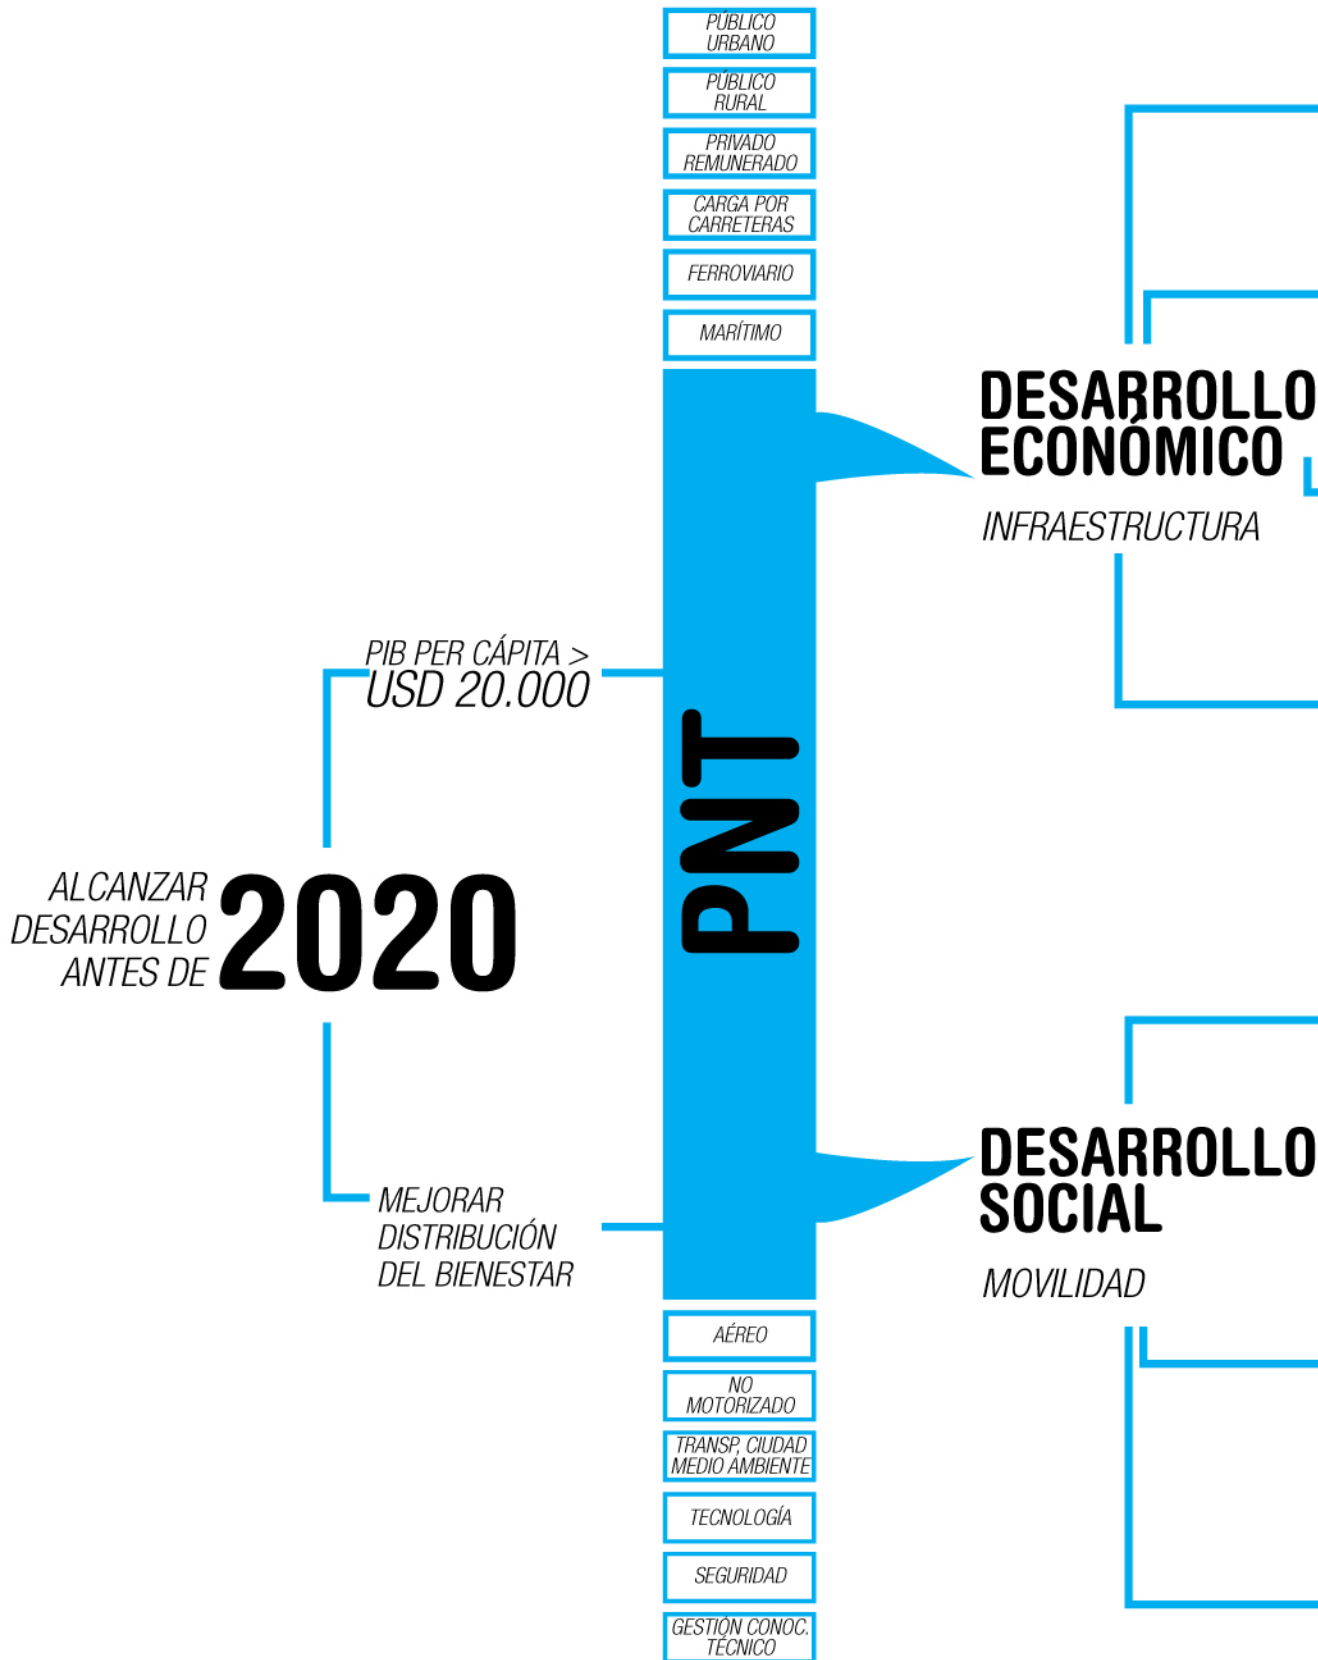 PÚBLICO
URBANO
PÚBLICO
RURAL
PRIVADO
REMUNERADO
CARGA POR
CARRETERAS
FERROVIARIO
MARÍTIMO
DESARROLLO
ECONÓMICO
INFRAESTRUCTURA
PIB PER CÁPITA >
USD 20.000
PNT
ALCANZAR
DESARROLLO
ANTES DE
2020
DESARROLLO
SOCIAL
MOVILIDAD
MEJORAR
DISTRIBUCIÓN
DEL BIENESTAR
AÉREO
NO
MOTORIZADO
TRANSP, CIUDAD
MEDIO AMBIENTE
TECNOLOGÍA
SEGURIDAD
GESTIÓN CONOC.
TÉCNICO